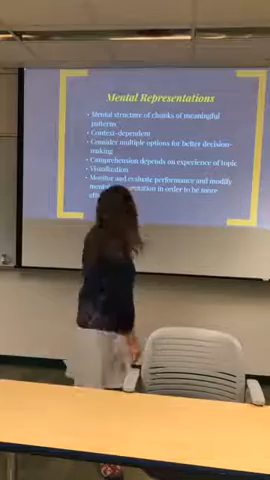 Mental Representations
• Mental structure of chunks of meaningful
patterns
• Context-dependent
• Consider multiple options for better decision-
making
• Comprehension depends on experience of topic
• Visualization
• Monitor and evaluate performance and modify
in order to be more